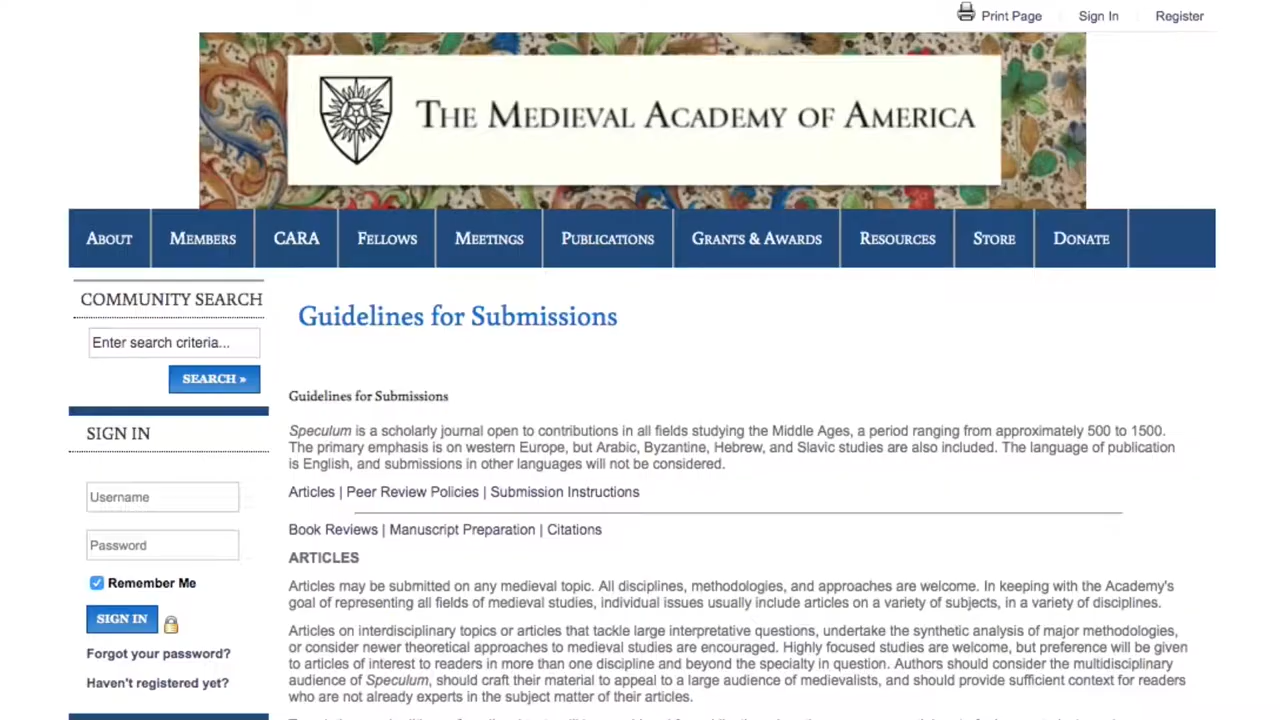 Print Page
Sign In
Register
The Medieval Academy of America
About
Members
CARA
Fellows
Meetings
Publications
Grants & Awards
Resources
Store
Donate
COMMUNITY SEARCH
Enter search criteria...
SEARCH »
SIGN IN
Username
Password
Remember Me
SIGN IN
Forgot your password?
Haven't registered yet?
Guidelines for Submissions
Guidelines for Submissions
Speculum is a scholarly journal open to contributions in all fields studying the Middle Ages, a period ranging from approximately 500 to 1500.
The primary emphasis is on western Europe, but Arabic, Byzantine, Hebrew, and Slavic studies are also included. The language of publication
is English, and submissions in other languages will not be considered.
Articles | Peer Review Policies | Submission Instructions
Book Reviews | Manuscript Preparation | Citations
ARTICLES
Articles may be submitted on any medieval topic. All disciplines, methodologies, and approaches are welcome. In keeping with the Academy's
goal of representing all fields of medieval studies, individual issues usually include articles on a variety of subjects, in a variety of disciplines.
Articles on interdisciplinary topics or articles that tackle large interpretative questions, undertake the synthetic analysis of major methodologies,
or consider newer theoretical approaches to medieval studies are encouraged. Highly focused studies are welcome, but preference will be given
to articles of interest to readers in more than one discipline and beyond the specialty in question. Authors should consider the multidisciplinary
audience of Speculum, should craft their material to appeal to a large audience of medievalists, and should provide sufficient context for readers
who are not already experts in the subject matter of their articles.